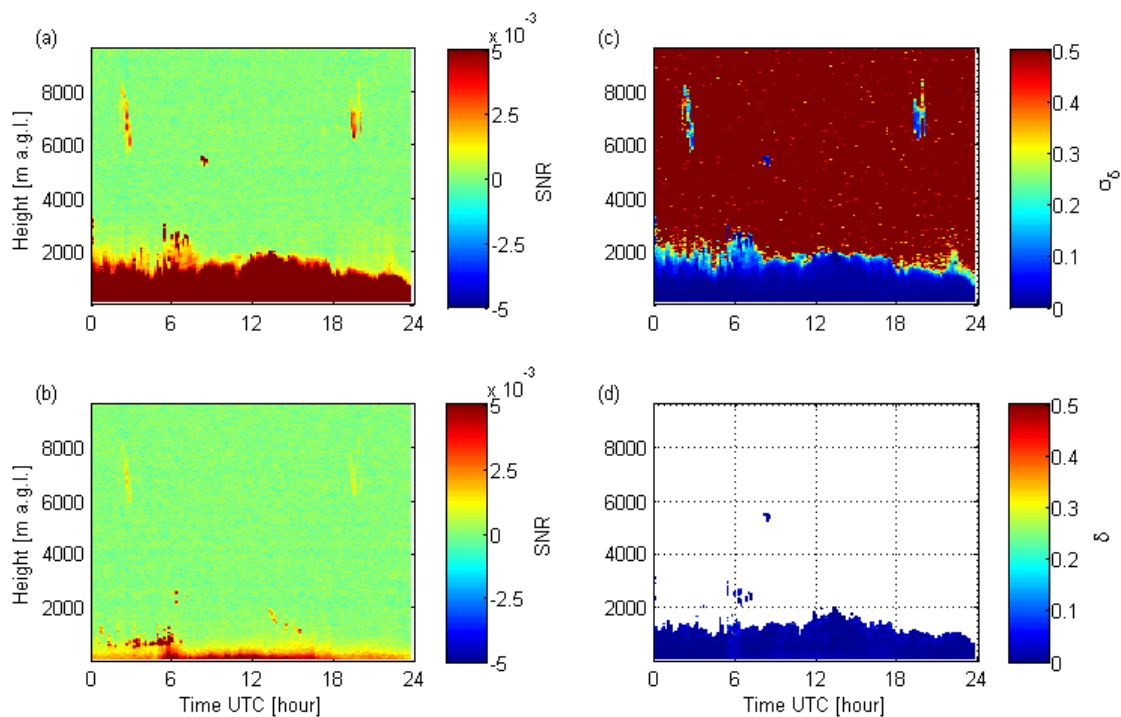 (a)
x 10^-3
(c)
Height [m a.g.l.]
8000
6000
4000
2000
0 6 12 18 24
5
2.5
0
-2.5
-5
SNR
8000
6000
4000
2000
0 6 12 18 24
0.5
0.4
0.3
0.2
0.1
0
σδ
(b)
x 10^-3
(d)
Height [m a.g.l.]
8000
6000
4000
2000
0 6 12 18 24
Time UTC [hour]
5
2.5
0
-2.5
-5
SNR
8000
6000
4000
2000
0 6 12 18 24
Time UTC [hour]
0.5
0.4
0.3
0.2
0.1
0
δ